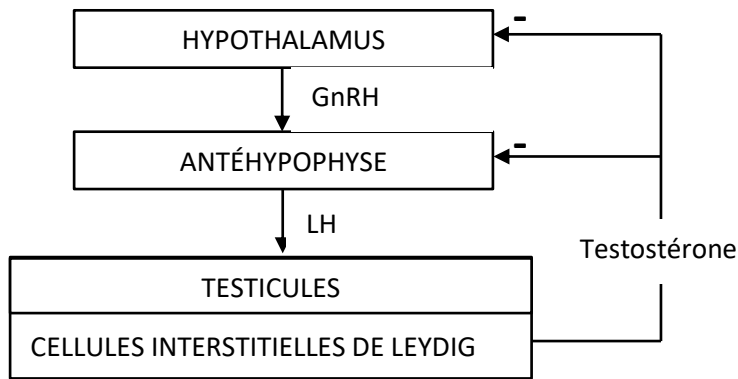 -
HYPOTHALAMUS
GnRH
-
ANTÉHYPOPHYSE
LH
Testostérone
TESTICULES
CELLULES INTERSTITIELLES DE LEYDIG